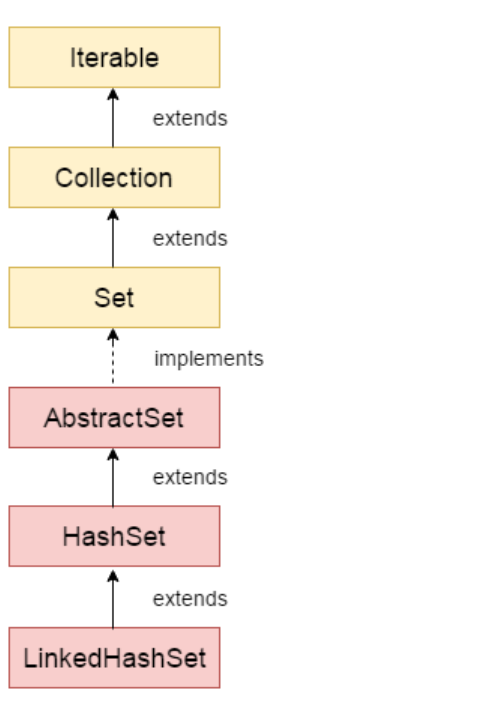 Iterable
extends
Collection
extends
Set
implements
AbstractSet
extends
HashSet
extends
LinkedHashSet